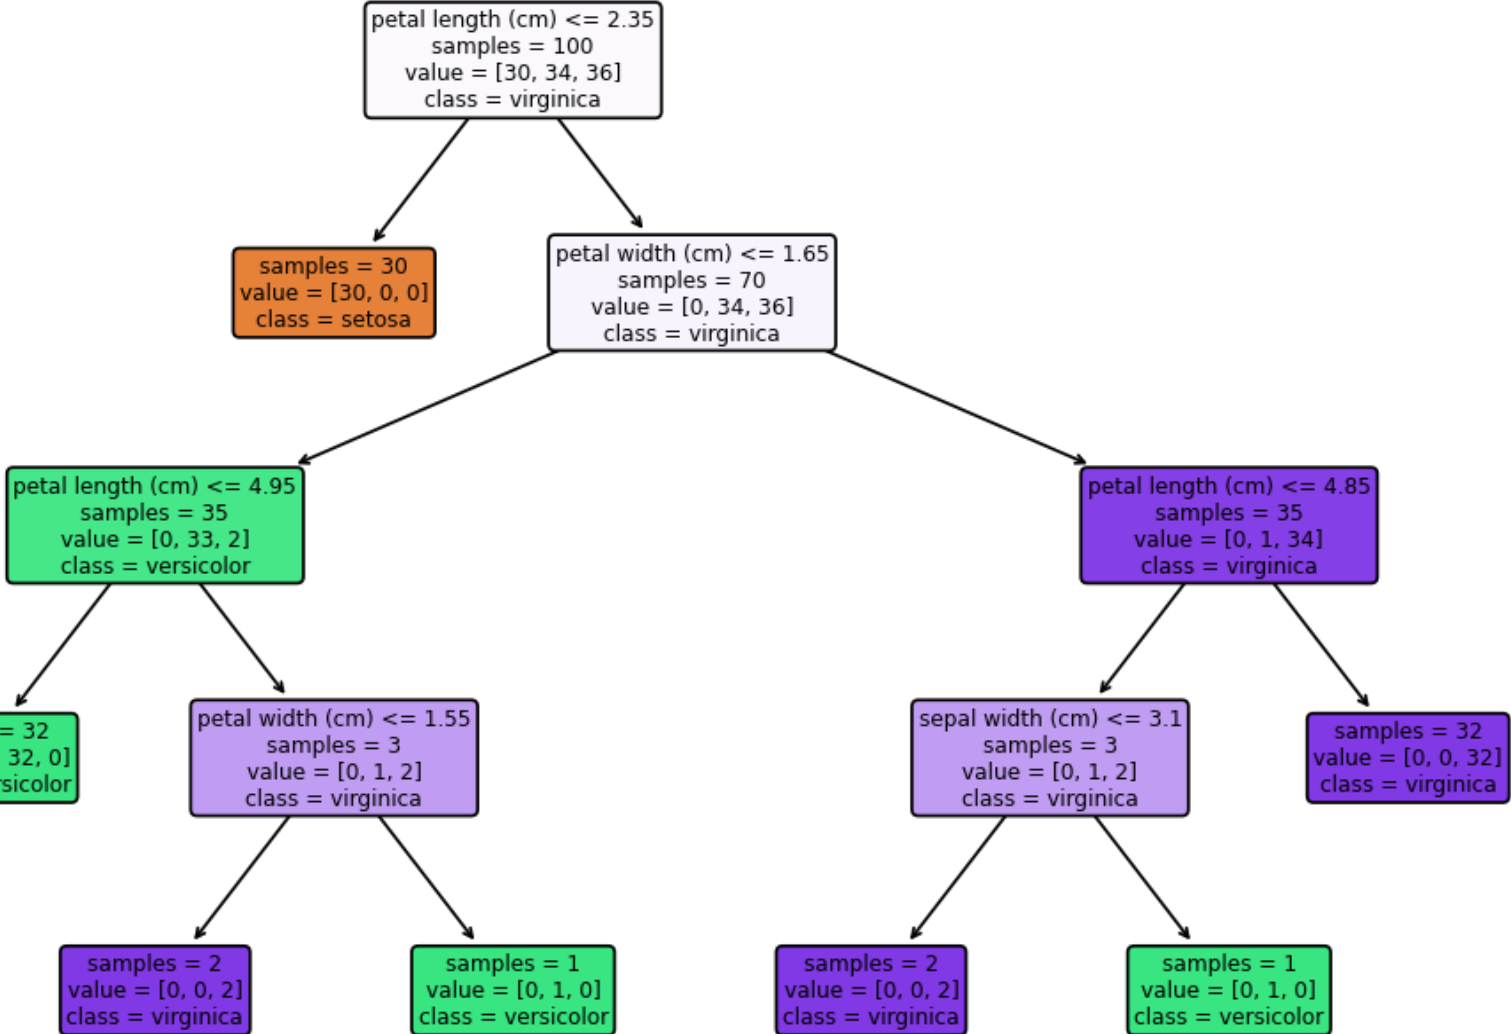 petal length (cm) <= 2.35
samples = 100
value = [30, 34, 36]
class = virginica
samples = 30
value = [30, 0, 0]
class = setosa
petal width (cm) <= 1.65
samples = 70
value = [0, 34, 36]
class = virginica
petal length (cm) <= 4.95
samples = 35
value = [0, 33, 2]
class = versicolor
petal length (cm) <= 4.85
samples = 35
value = [0, 1, 34]
class = virginica
= 32
32, 0]
rsicolor
petal width (cm) <= 1.55
samples = 3
value = [0, 1, 2]
class = virginica
sepal width (cm) <= 3.1
samples = 3
value = [0, 1, 2]
class = virginica
samples = 32
value = [0, 0, 32]
class = virginica
samples = 2
value = [0, 0, 2]
class = virginica
samples = 1
value = [0, 1, 0]
class = versicolor
samples = 2
value = [0, 0, 2]
class = virginica
samples = 1
value = [0, 1, 0]
class = versicolor